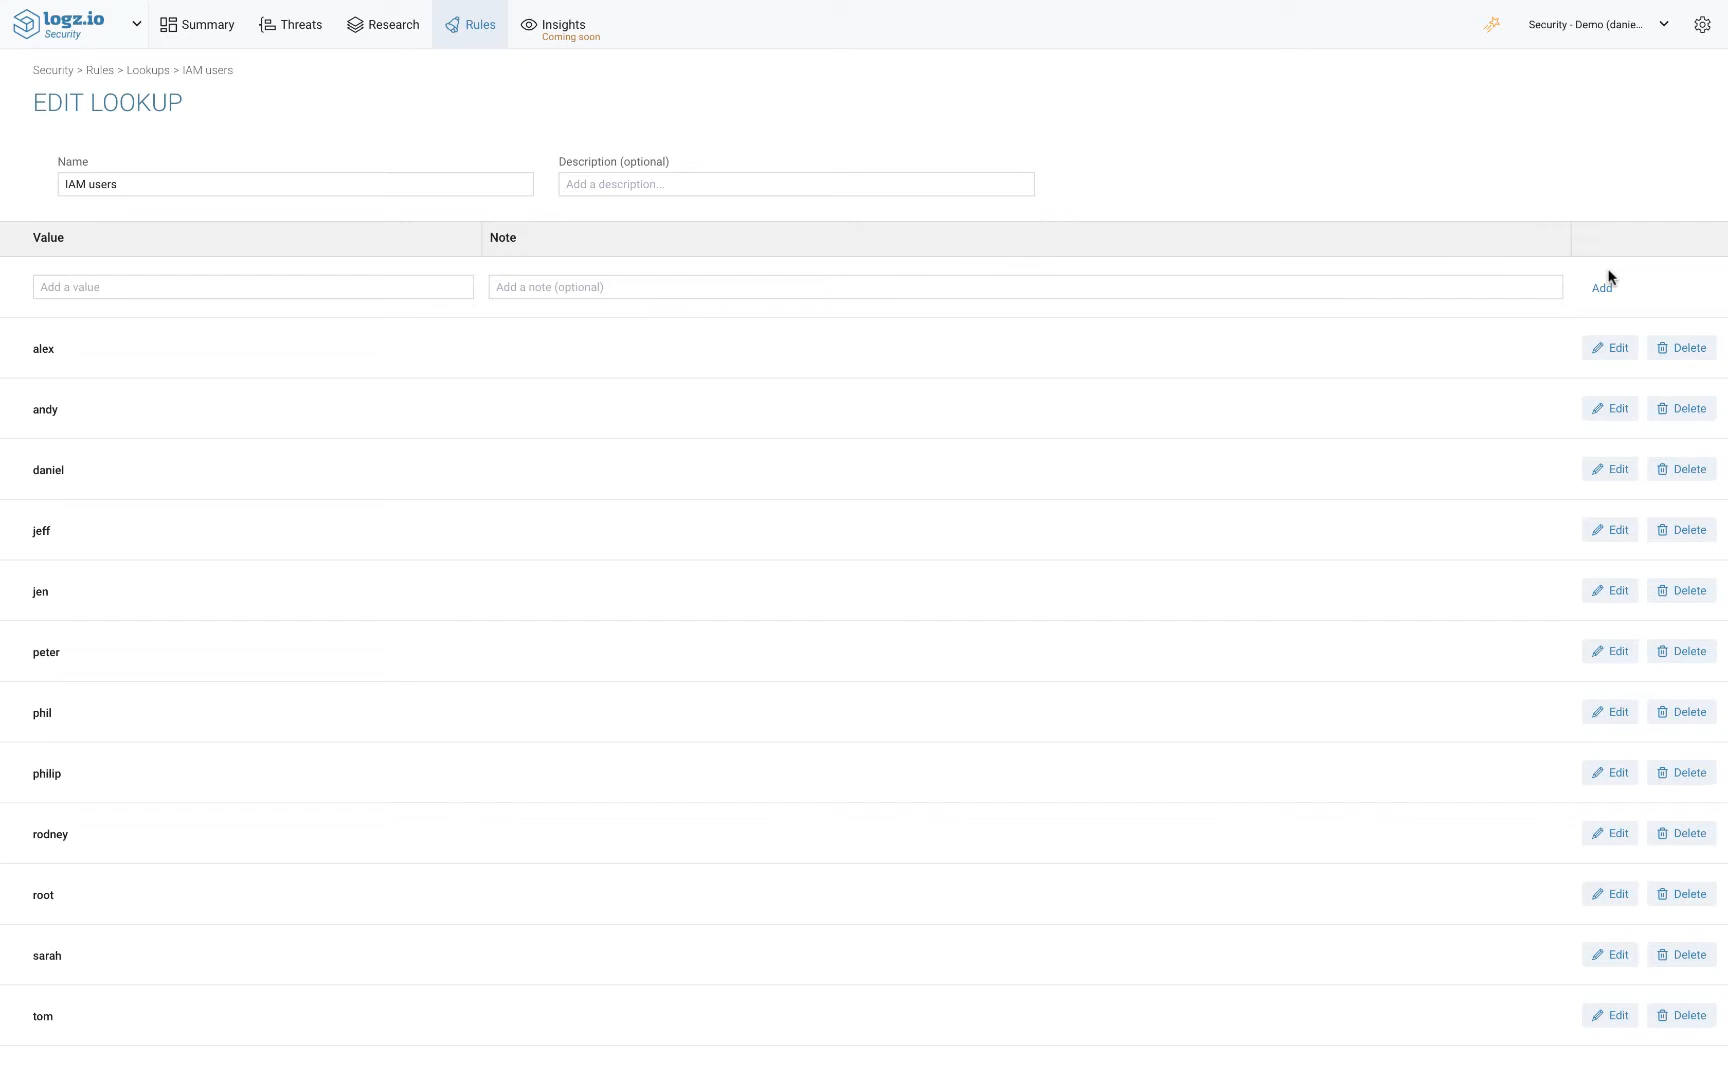 logz.io
Security
Summary
Threats
Research
Rules
Insights
Coming soon
Security - Demo (danie...
Security > Rules > Lookups > IAM users
EDIT LOOKUP
Name
Description (optional)
IAM users
Add a description...
Value
Note
Add a value
Add a note (optional)
Add
alex
Edit
Delete
andy
Edit
Delete
daniel
Edit
Delete
jeff
Edit
Delete
jen
Edit
Delete
peter
Edit
Delete
phil
Edit
Delete
philip
Edit
Delete
rodney
Edit
Delete
root
Edit
Delete
sarah
Edit
Delete
tom
Edit
Delete